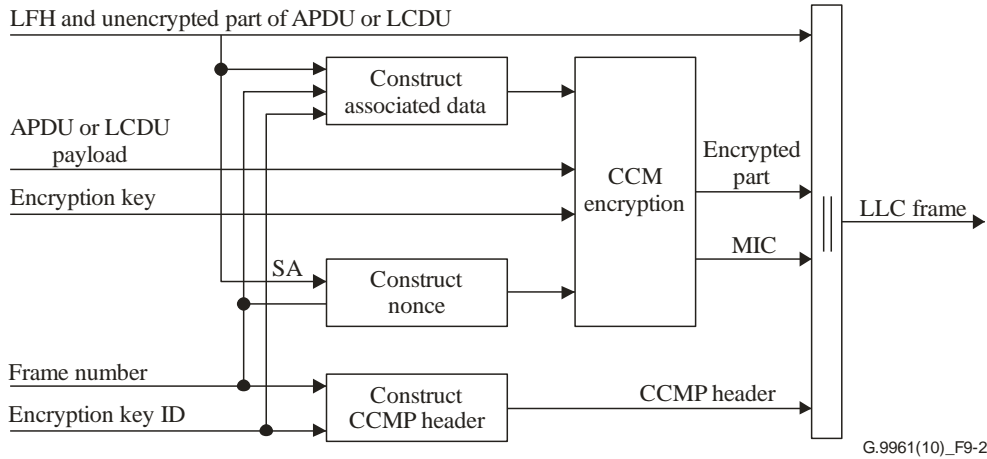 LFH and unencrypted part of APDU or LCDU
Construct
associated data
APDU or LCDU
payload
Encryption key
CCM
encryption
Encrypted
part
MIC
||
LLC frame
SA
Construct
nonce
Frame number
Encryption key ID
Construct
CCMP header
CCMP header
G.9961(10)_F9-2